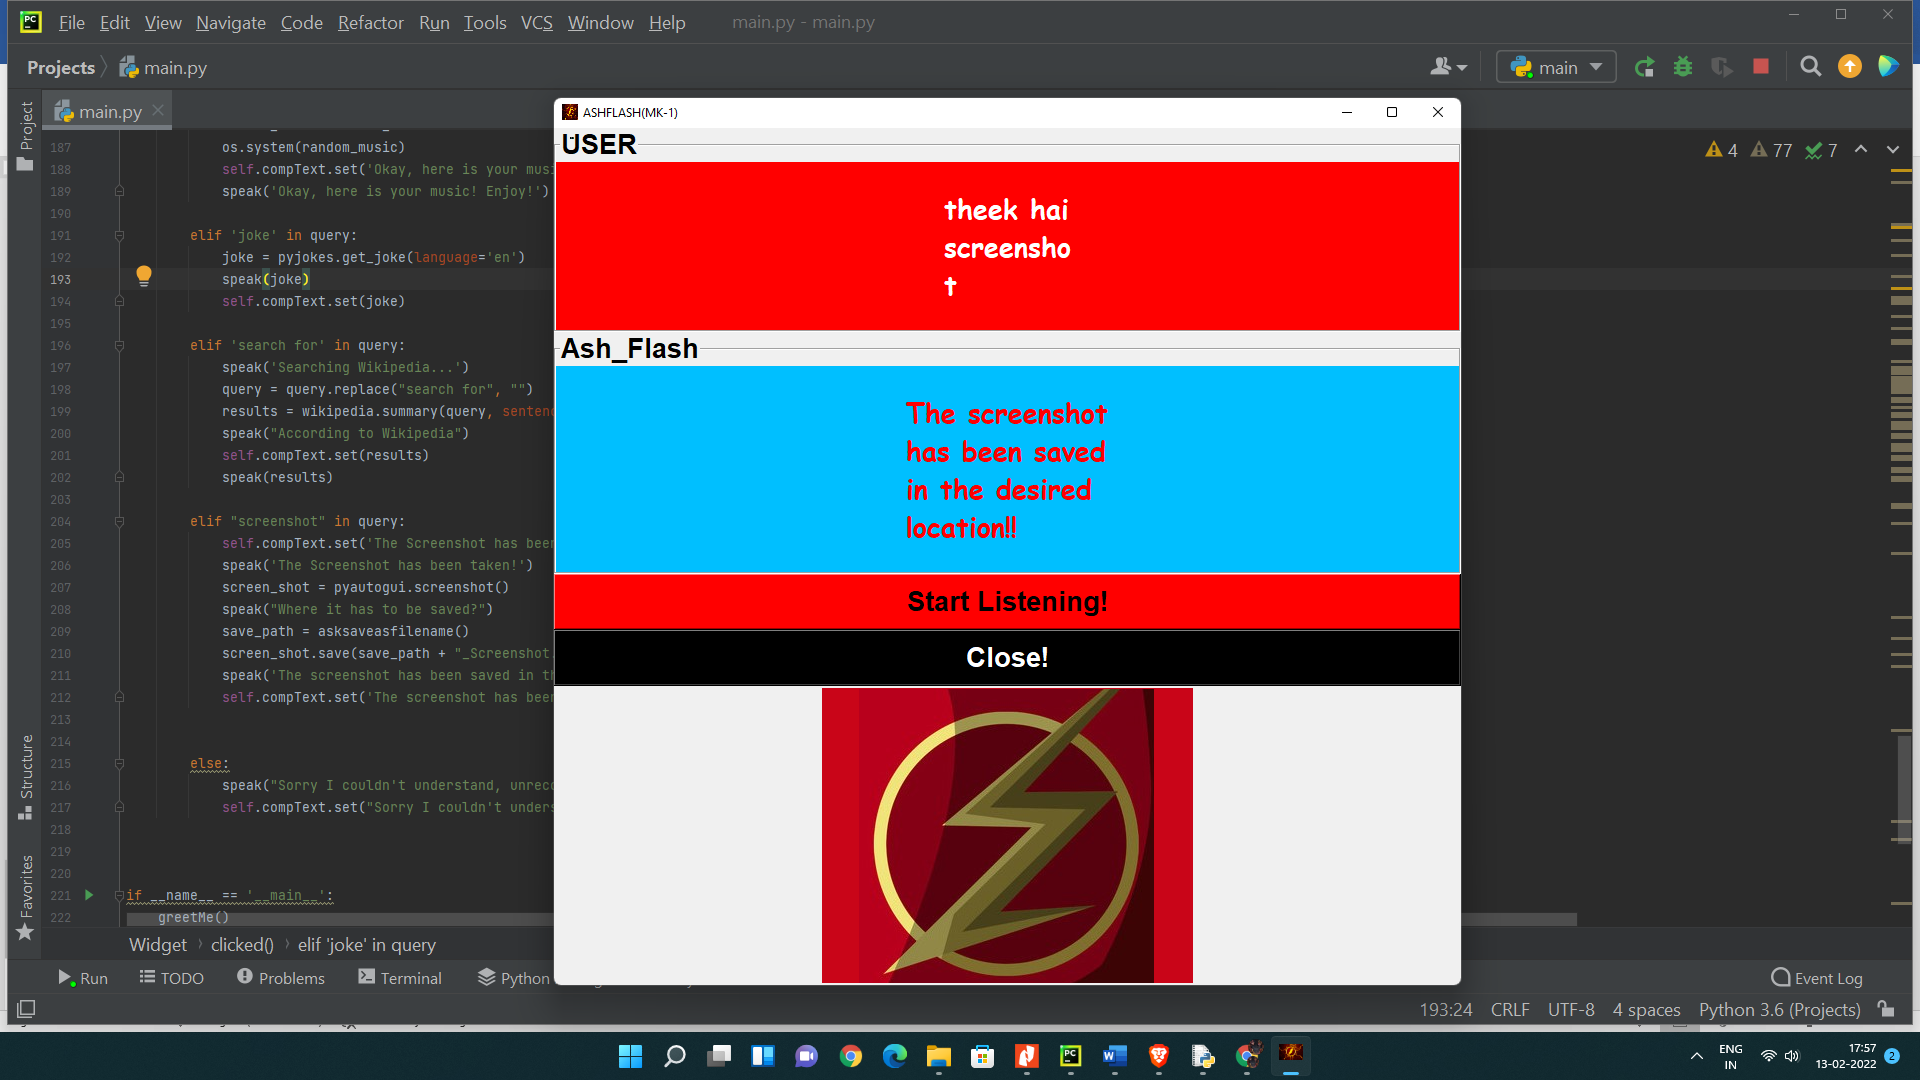 File Edit View Navigate Code Refactor Run Tools VCS Window Help main.py - main.py
Projects main.py
main
Project
main.py
4 77 7
187 os.system(random_music)
188 self.compText.set('Okay, here is your musi
189 speak('Okay, here is your music! Enjoy!')
190
191 elif 'joke' in query:
192 joke = pyjokes.get_joke(language='en')
193 speak(joke)
194 self.compText.set(joke)
195
196 elif 'search for' in query:
197 speak('Searching Wikipedia...')
198 query = query.replace("search for", "")
199 results = wikipedia.summary(query, sentenc
200 speak("According to Wikipedia")
201 self.compText.set(results)
202 speak(results)
203
204 elif "screenshot" in query:
205 self.compText.set('The Screenshot has been
206 speak('The Screenshot has been taken!')
207 screen_shot = pyautogui.screenshot()
208 speak("Where it has to be saved?")
209 save_path = asksaveasfilename()
210 screen_shot.save(save_path + "_Screenshot.
211 speak('The screenshot has been saved in th
212 self.compText.set('The screenshot has been
213
214
215 else:
216 speak("Sorry I couldn't understand, unreco
217 self.compText.set("Sorry I couldn't unders
218
219
220
221 if __name__ == '__main__':
222 greetMe()
Structure
Favorites
ASHFLASH(MK-1)
USER
theek hai
screensho
t
Ash_Flash
The screenshot
has been saved
in the desired
location!!
Start Listening!
Close!
Widget clicked() elif 'joke' in query
Run TODO Problems Terminal Python Event Log
193:24 CRLF UTF-8 4 spaces Python 3.6 (Projects)
ENG
IN
17:57
13-02-2022
2